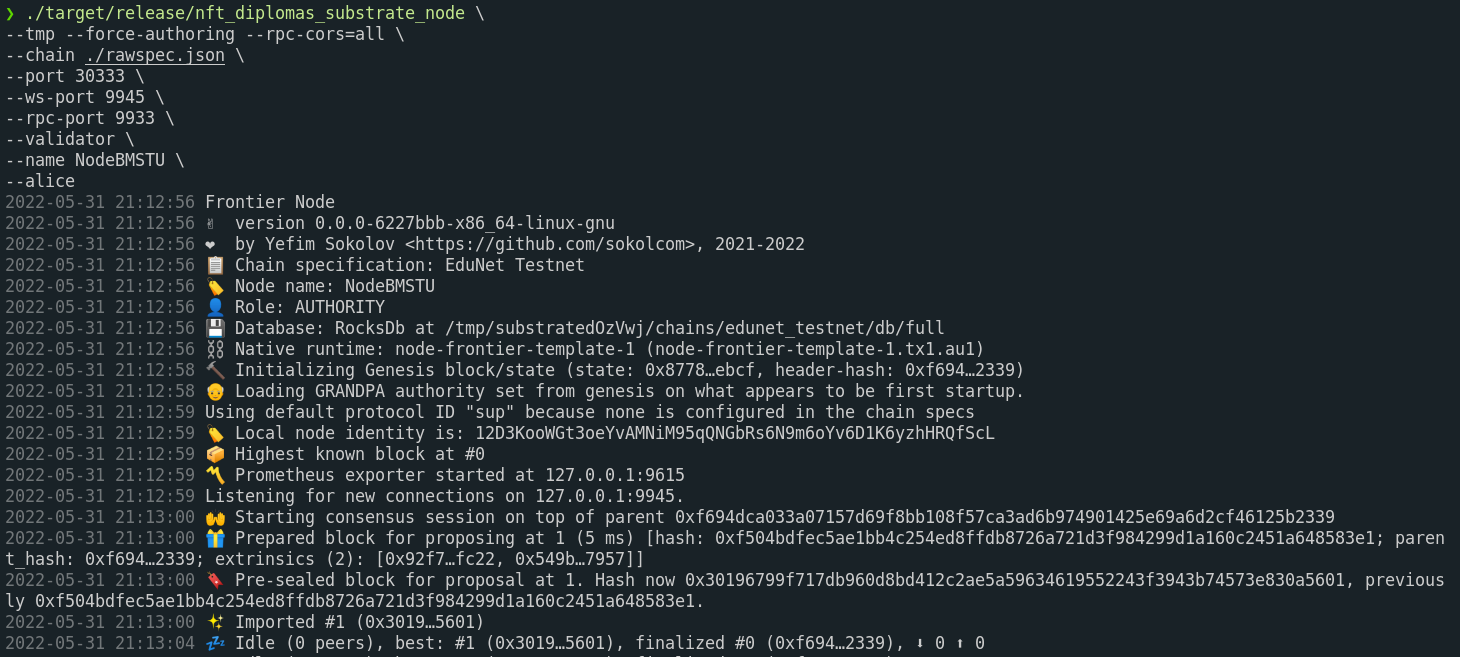 ❯ ./target/release/nft_diplomas_substrate_node \
--tmp --force-authoring --rpc-cors=all \
--chain ./rawspec.json \
--port 30333 \
--ws-port 9945 \
--rpc-port 9933 \
--validator \
--name NodeBMSTU \
--alice
2022-05-31 21:12:56 Frontier Node
2022-05-31 21:12:56 ✌️ version 0.0.0-6227bbb-x86_64-linux-gnu
2022-05-31 21:12:56 ❤️ by Yefim Sokolov <https://github.com/sokolcom>, 2021-2022
2022-05-31 21:12:56 📋 Chain specification: EduNet Testnet
2022-05-31 21:12:56 🏷 Node name: NodeBMSTU
2022-05-31 21:12:56 👤 Role: AUTHORITY
2022-05-31 21:12:56 💾 Database: RocksDb at /tmp/substratedOzVwj/chains/edunet_testnet/db/full
2022-05-31 21:12:56 ⛓ Native runtime: node-frontier-template-1 (node-frontier-template-1.tx1.au1)
2022-05-31 21:12:58 🔨 Initializing Genesis block/state (state: 0x8778…ebcf, header-hash: 0xf694…2339)
2022-05-31 21:12:58 👴 Loading GRANDPA authority set from genesis on what appears to be first startup.
2022-05-31 21:12:59 Using default protocol ID "sup" because none is configured in the chain specs
2022-05-31 21:12:59 🏷 Local node identity is: 12D3KooWGt3oeYvAMNiM95qQNGbRs6N9m6oYv6D1K6yzhHRQfScL
2022-05-31 21:12:59 📦 Highest known block at #0
2022-05-31 21:12:59 〽️ Prometheus exporter started at 127.0.0.1:9615
2022-05-31 21:12:59 Listening for new connections on 127.0.0.1:9945.
2022-05-31 21:13:00 🙌 Starting consensus session on top of parent 0xf694dca033a07157d69f8bb108f57ca3ad6b974901425e69a6d2cf46125b2339
2022-05-31 21:13:00 🎁 Prepared block for proposing at 1 (5 ms) [hash: 0xf504bdfec5ae1bb4c254ed8ffdb8726a721d3f984299d1a160c2451a648583e1; paren
t_hash: 0xf694…2339; extrinsics (2): [0x92f7…fc22, 0x549b…7957]]
2022-05-31 21:13:00 🔖 Pre-sealed block for proposal at 1. Hash now 0x30196799f717db960d8bd412c2ae5a59634619552243f3943b74573e830a5601, previous
ly 0xf504bdfec5ae1bb4c254ed8ffdb8726a721d3f984299d1a160c2451a648583e1.
2022-05-31 21:13:00 ✨ Imported #1 (0x3019…5601)
2022-05-31 21:13:04 💤 Idle (0 peers), best: #1 (0x3019…5601), finalized #0 (0xf694…2339), ⬇ 0 ⬆ 0